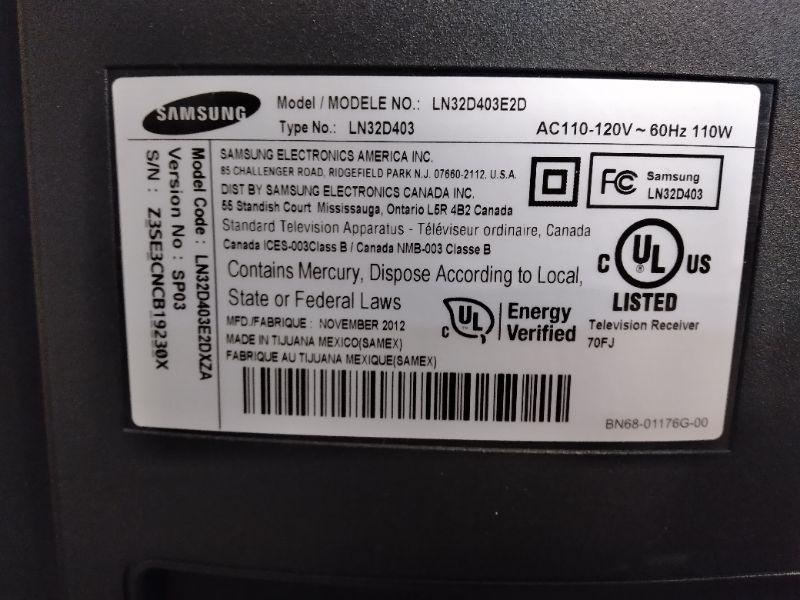 SAMSUNG
Model / MODELE NO.: LN32D403E2D
Type No.: LN32D403
AC110-120V ~ 60Hz 110W
Model Code : LN32D403E2DXZA
Version No : SP03
S/N : Z3SE3CNCB19230X
SAMSUNG ELECTRONICS AMERICA INC.
85 CHALLENGER ROAD, RIDGEFIELD PARK N.J. 07660-2112. U.S.A.
DIST BY SAMSUNG ELECTRONICS CANADA INC.
55 Standish Court Mississauga, Ontario L5R 4B2 Canada
Standard Television Apparatus - Téléviseur ordinaire, Canada
Canada ICES-003Class B / Canada NMB-003 Classe B
Contains Mercury, Dispose According to Local,
State or Federal Laws
MFD./FABRIQUE : NOVEMBER 2012
MADE IN TIJUANA MEXICO(SAMEX)
FABRIQUE AU TIJUANA MEXIQUE(SAMEX)
FC Samsung
LN32D403
C UL ® US
LISTED
Television Receiver
70FJ
C UL Energy
Verified
BN68-01176G-00